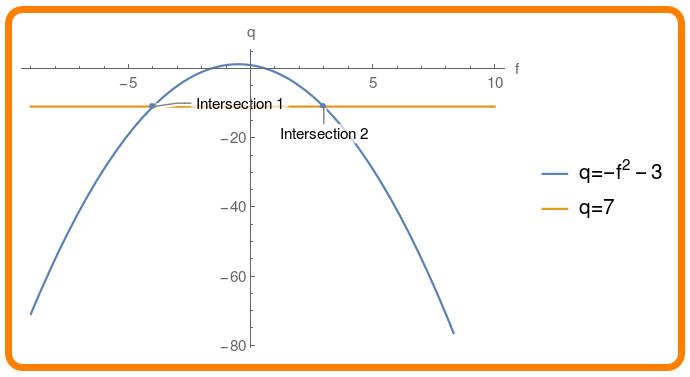 q
f
−5
5
10
Intersection 1
Intersection 2
−20
−40
−60
−80
q=−f² − 3
q=7